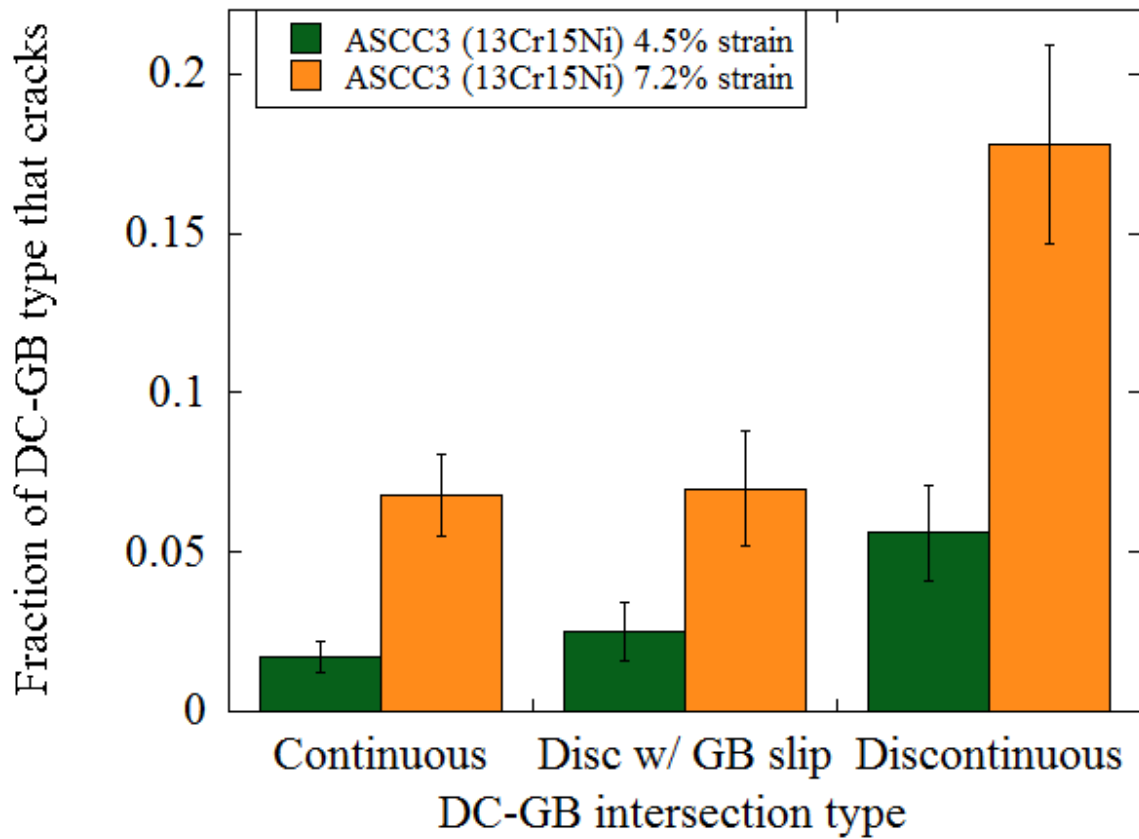 ASCC3 (13Cr15Ni) 4.5% strain
ASCC3 (13Cr15Ni) 7.2% strain
Fraction of DC-GB type that cracks
0.2
0.15
0.1
0.05
0
Continuous
Disc w/ GB slip
Discontinuous
DC-GB intersection type